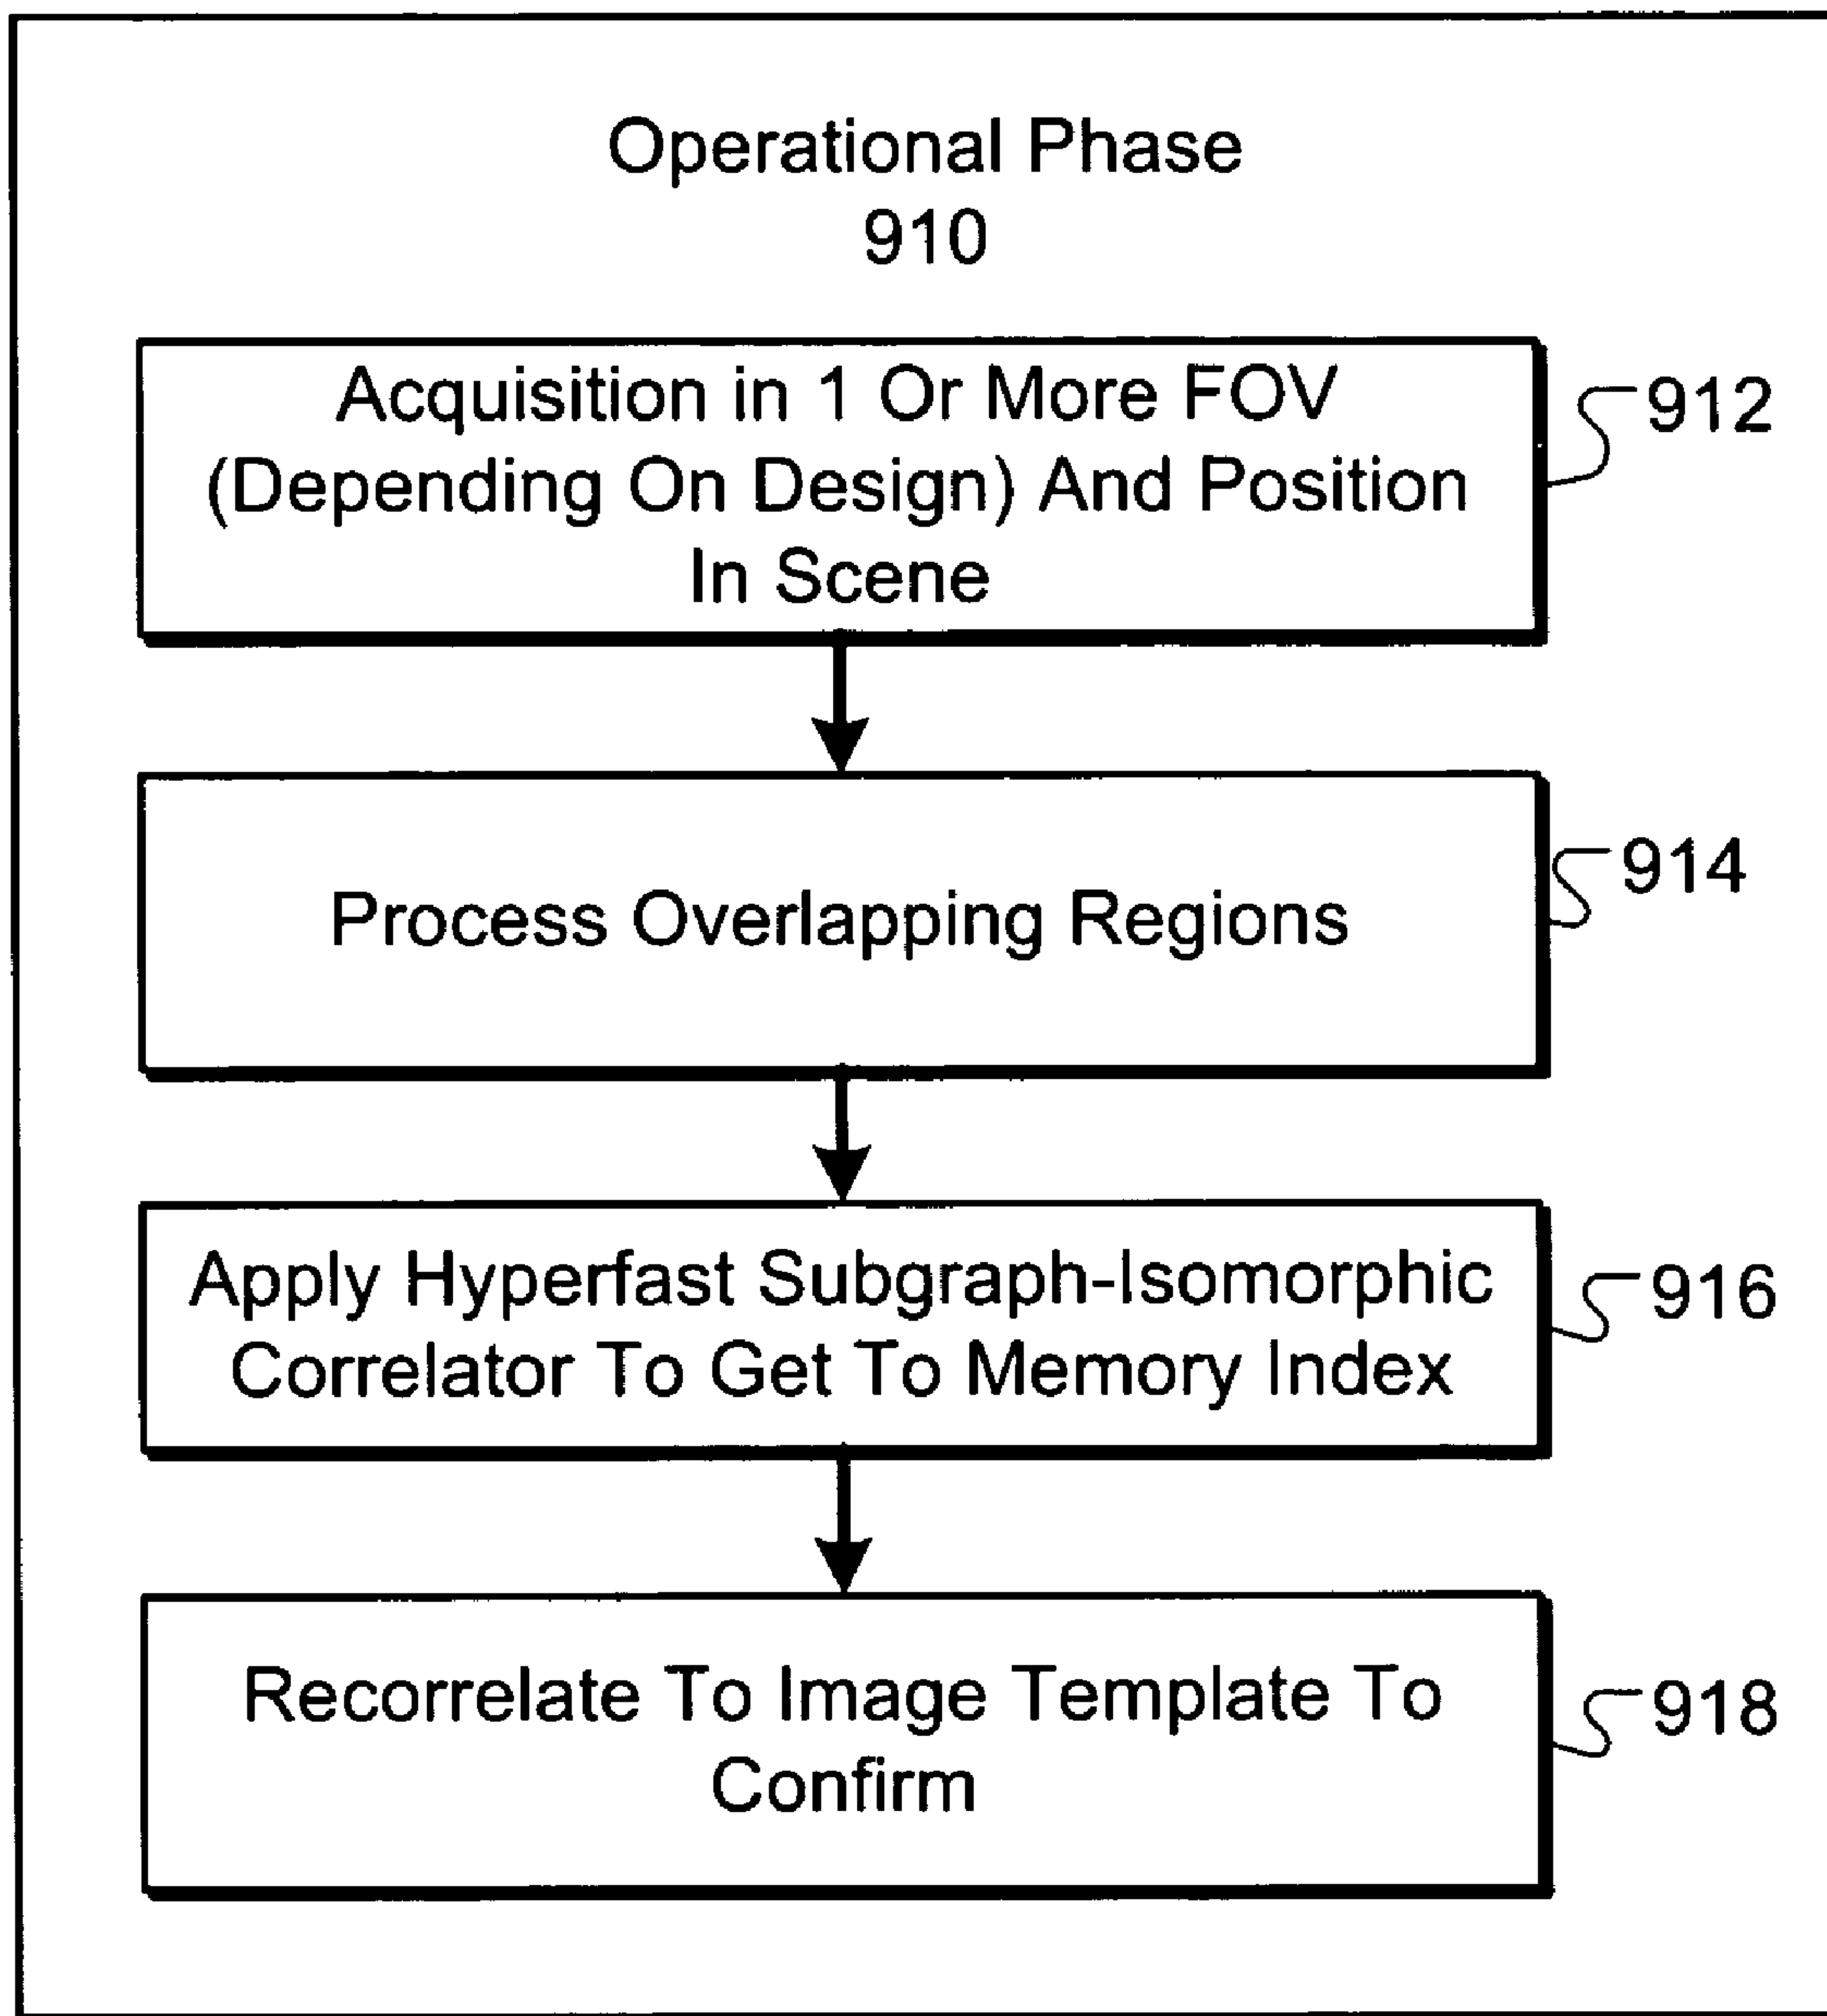 Operational Phase
910
Acquisition in 1 Or More FOV
(Depending On Design) And Position
In Scene
912
Process Overlapping Regions
914
Apply Hyperfast Subgraph-Isomorphic
Correlator To Get To Memory Index
916
Recorrelate To Image Template To
Confirm
918